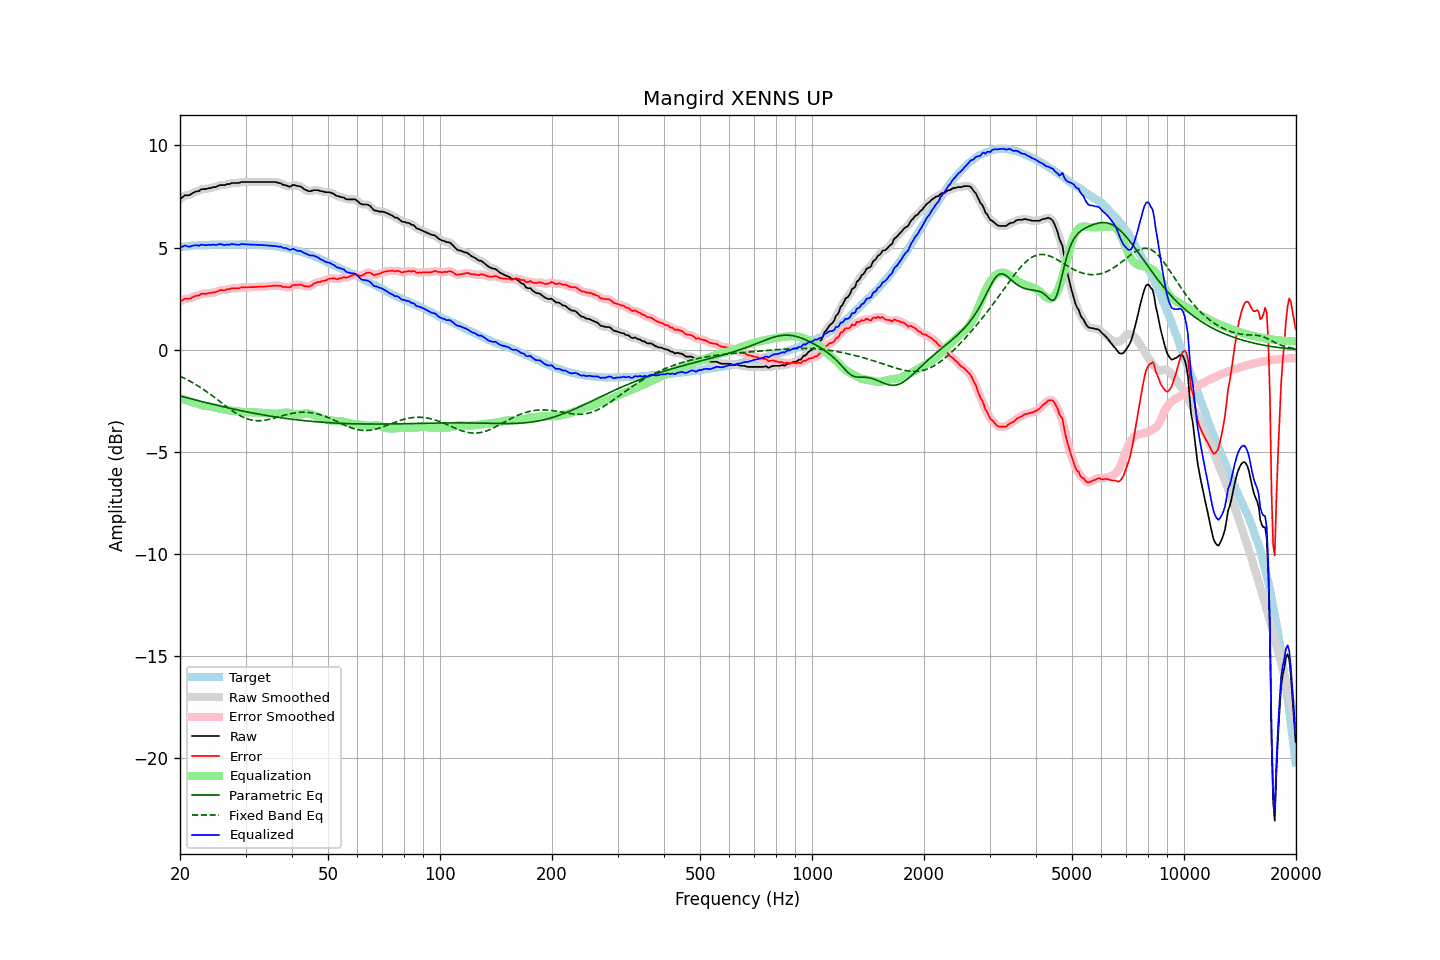 Mangird XENNS UP
10
5
0
−5
−10
−15
−20
Amplitude (dBr)
Target
Raw Smoothed
Error Smoothed
Raw
Error
Equalization
Parametric Eq
Fixed Band Eq
Equalized
20 50 100 200 500 1000 2000 5000 10000 20000
Frequency (Hz)